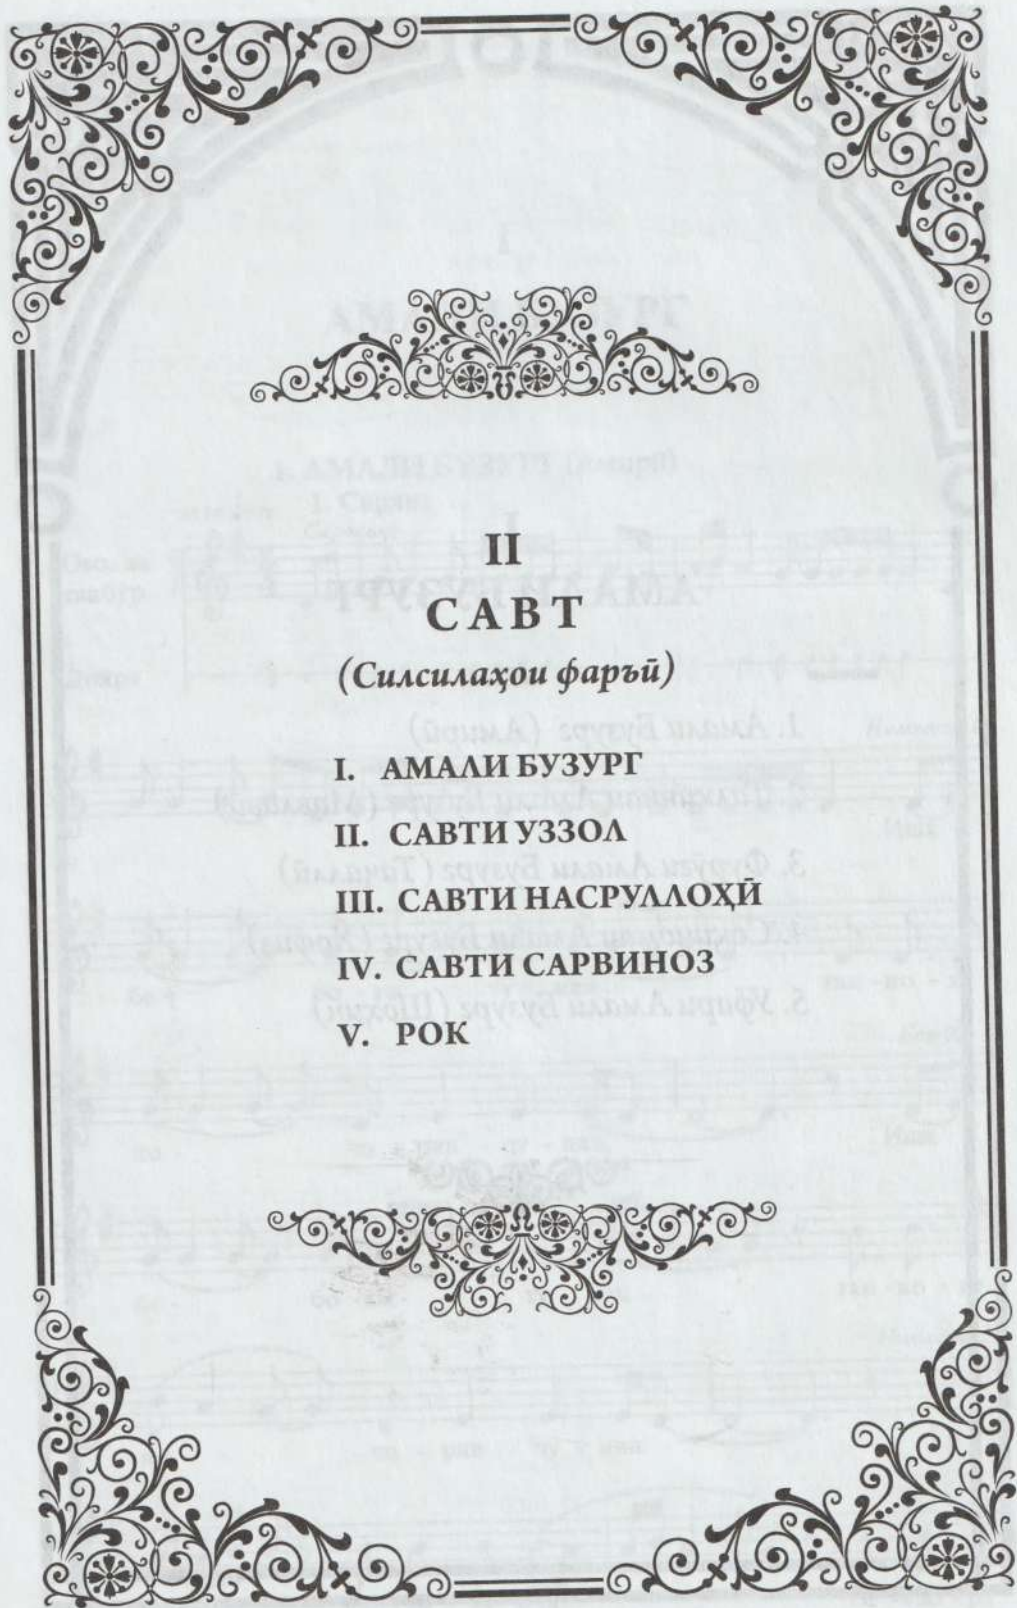 II
САВТ
(Силсилаҳои фаръӣ)
I. АМАЛИ БУЗУРГ
II. САВТИ УЗЗОЛ
III. САВТИ НАСРУЛЛОҲӢ
IV. САВТИ САРВИНОЗ
V. РОК